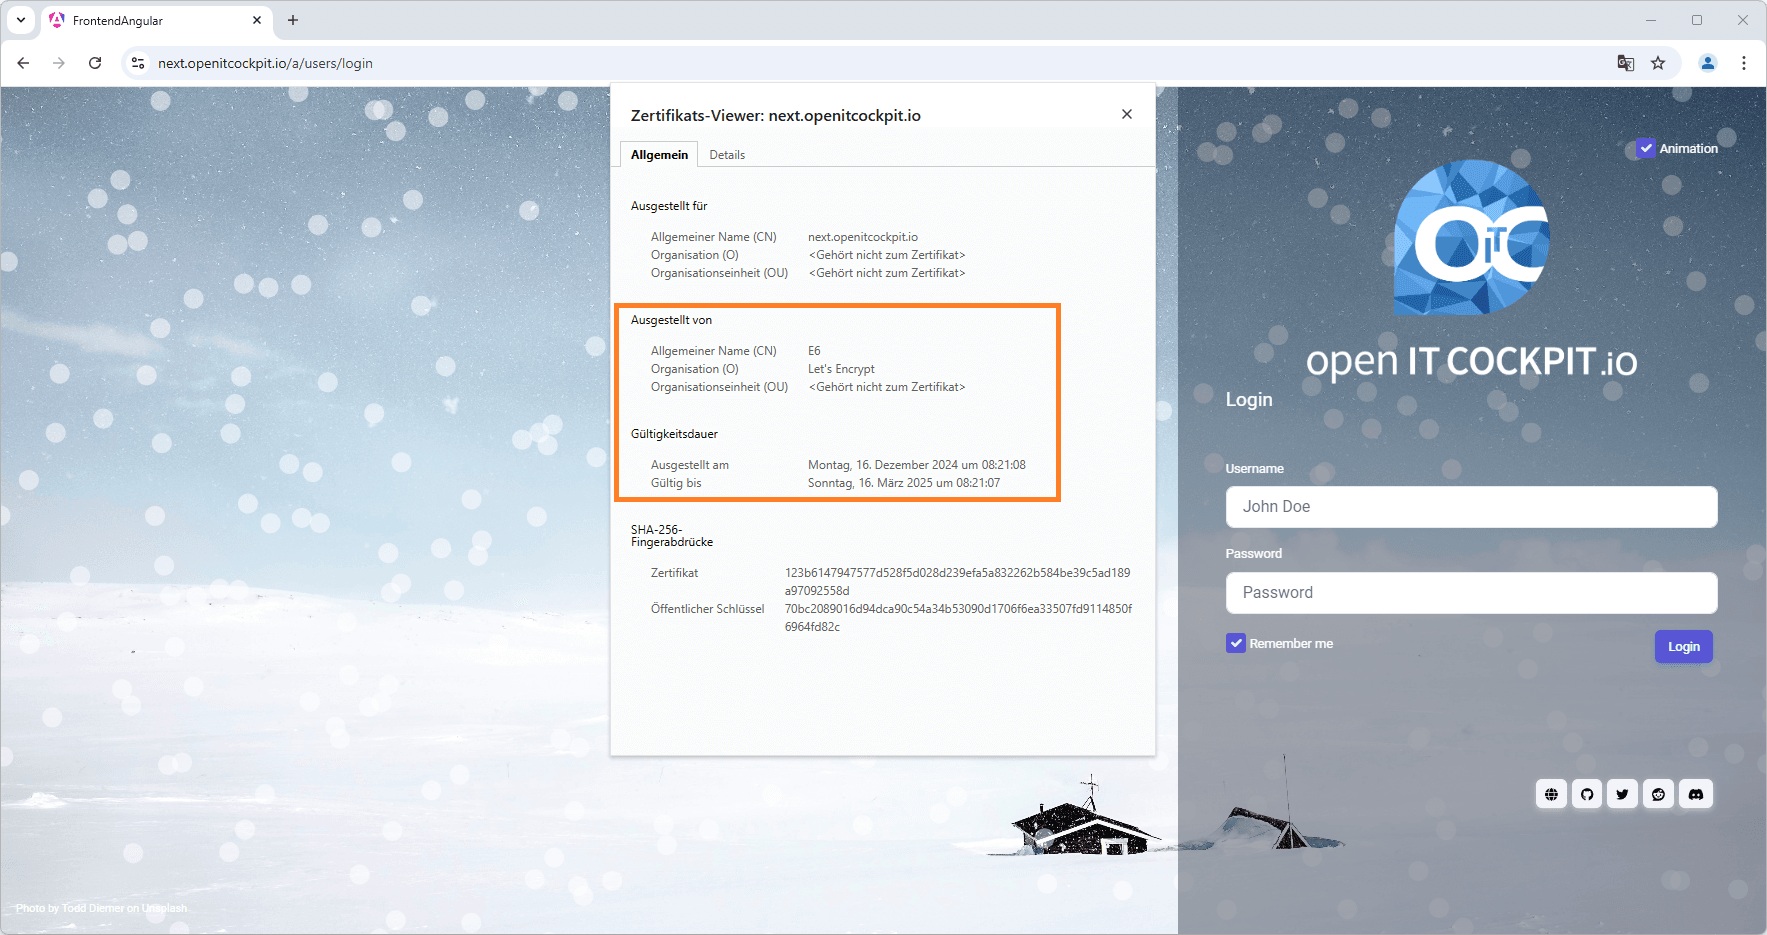 FrontendAngular
next.openitcockpit.io/a/users/login
Zertifikats-Viewer: next.openitcockpit.io
Allgemein Details
Ausgestellt für
Allgemeiner Name (CN) next.openitcockpit.io
Organisation (O) <Gehört nicht zum Zertifikat>
Organisationseinheit (OU) <Gehört nicht zum Zertifikat>
Ausgestellt von
Allgemeiner Name (CN) E6
Organisation (O) Let's Encrypt
Organisationseinheit (OU) <Gehört nicht zum Zertifikat>
Gültigkeitsdauer
Ausgestellt am Montag, 16. Dezember 2024 um 08:21:08
Gültig bis Sonntag, 16. März 2025 um 08:21:07
SHA-256-
Fingerabdrücke
Zertifikat 123b6147947577d528f5d028d239efa5a832262b584be39c5ad189
a97092558d
Öffentlicher Schlüssel 70bc2089016d94dca90c54a34b53090d1706f6ea33507fd9114850f
6964fd82c
Animation
OiTC
open IT COCKPIT.io
Login
Username
John Doe
Password
Password
Remember me
Login
Photo by Todd Diemer on Unsplash